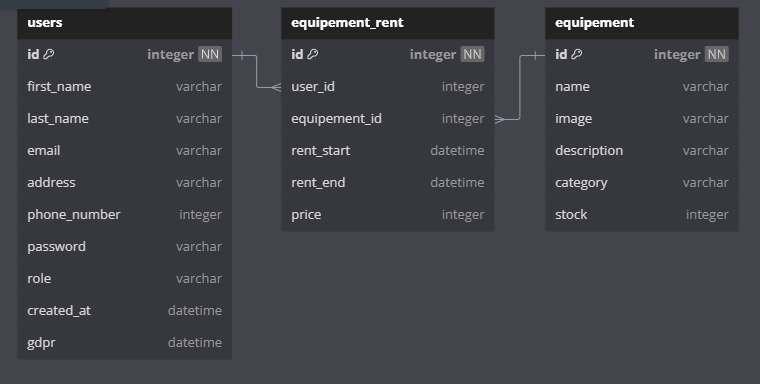 users
id integer NN
first_name varchar
last_name varchar
email varchar
address varchar
phone_number integer
password varchar
role varchar
created_at datetime
gdpr datetime
equipement_rent
id integer NN
user_id integer
equipement_id integer
rent_start datetime
rent_end datetime
price integer
equipement
id integer NN
name varchar
image varchar
description varchar
category varchar
stock integer